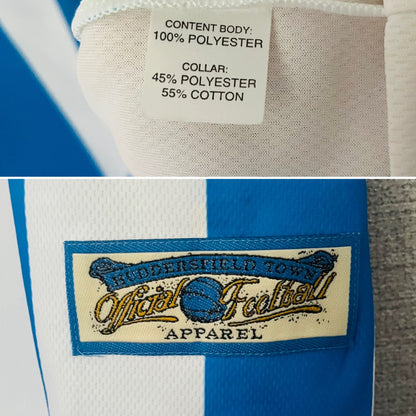 CONTENT BODY:
100% POLYESTER
COLLAR:
45% POLYESTER
55% COTTON
HUDDERSFIELD TOWN
Official Football
APPAREL